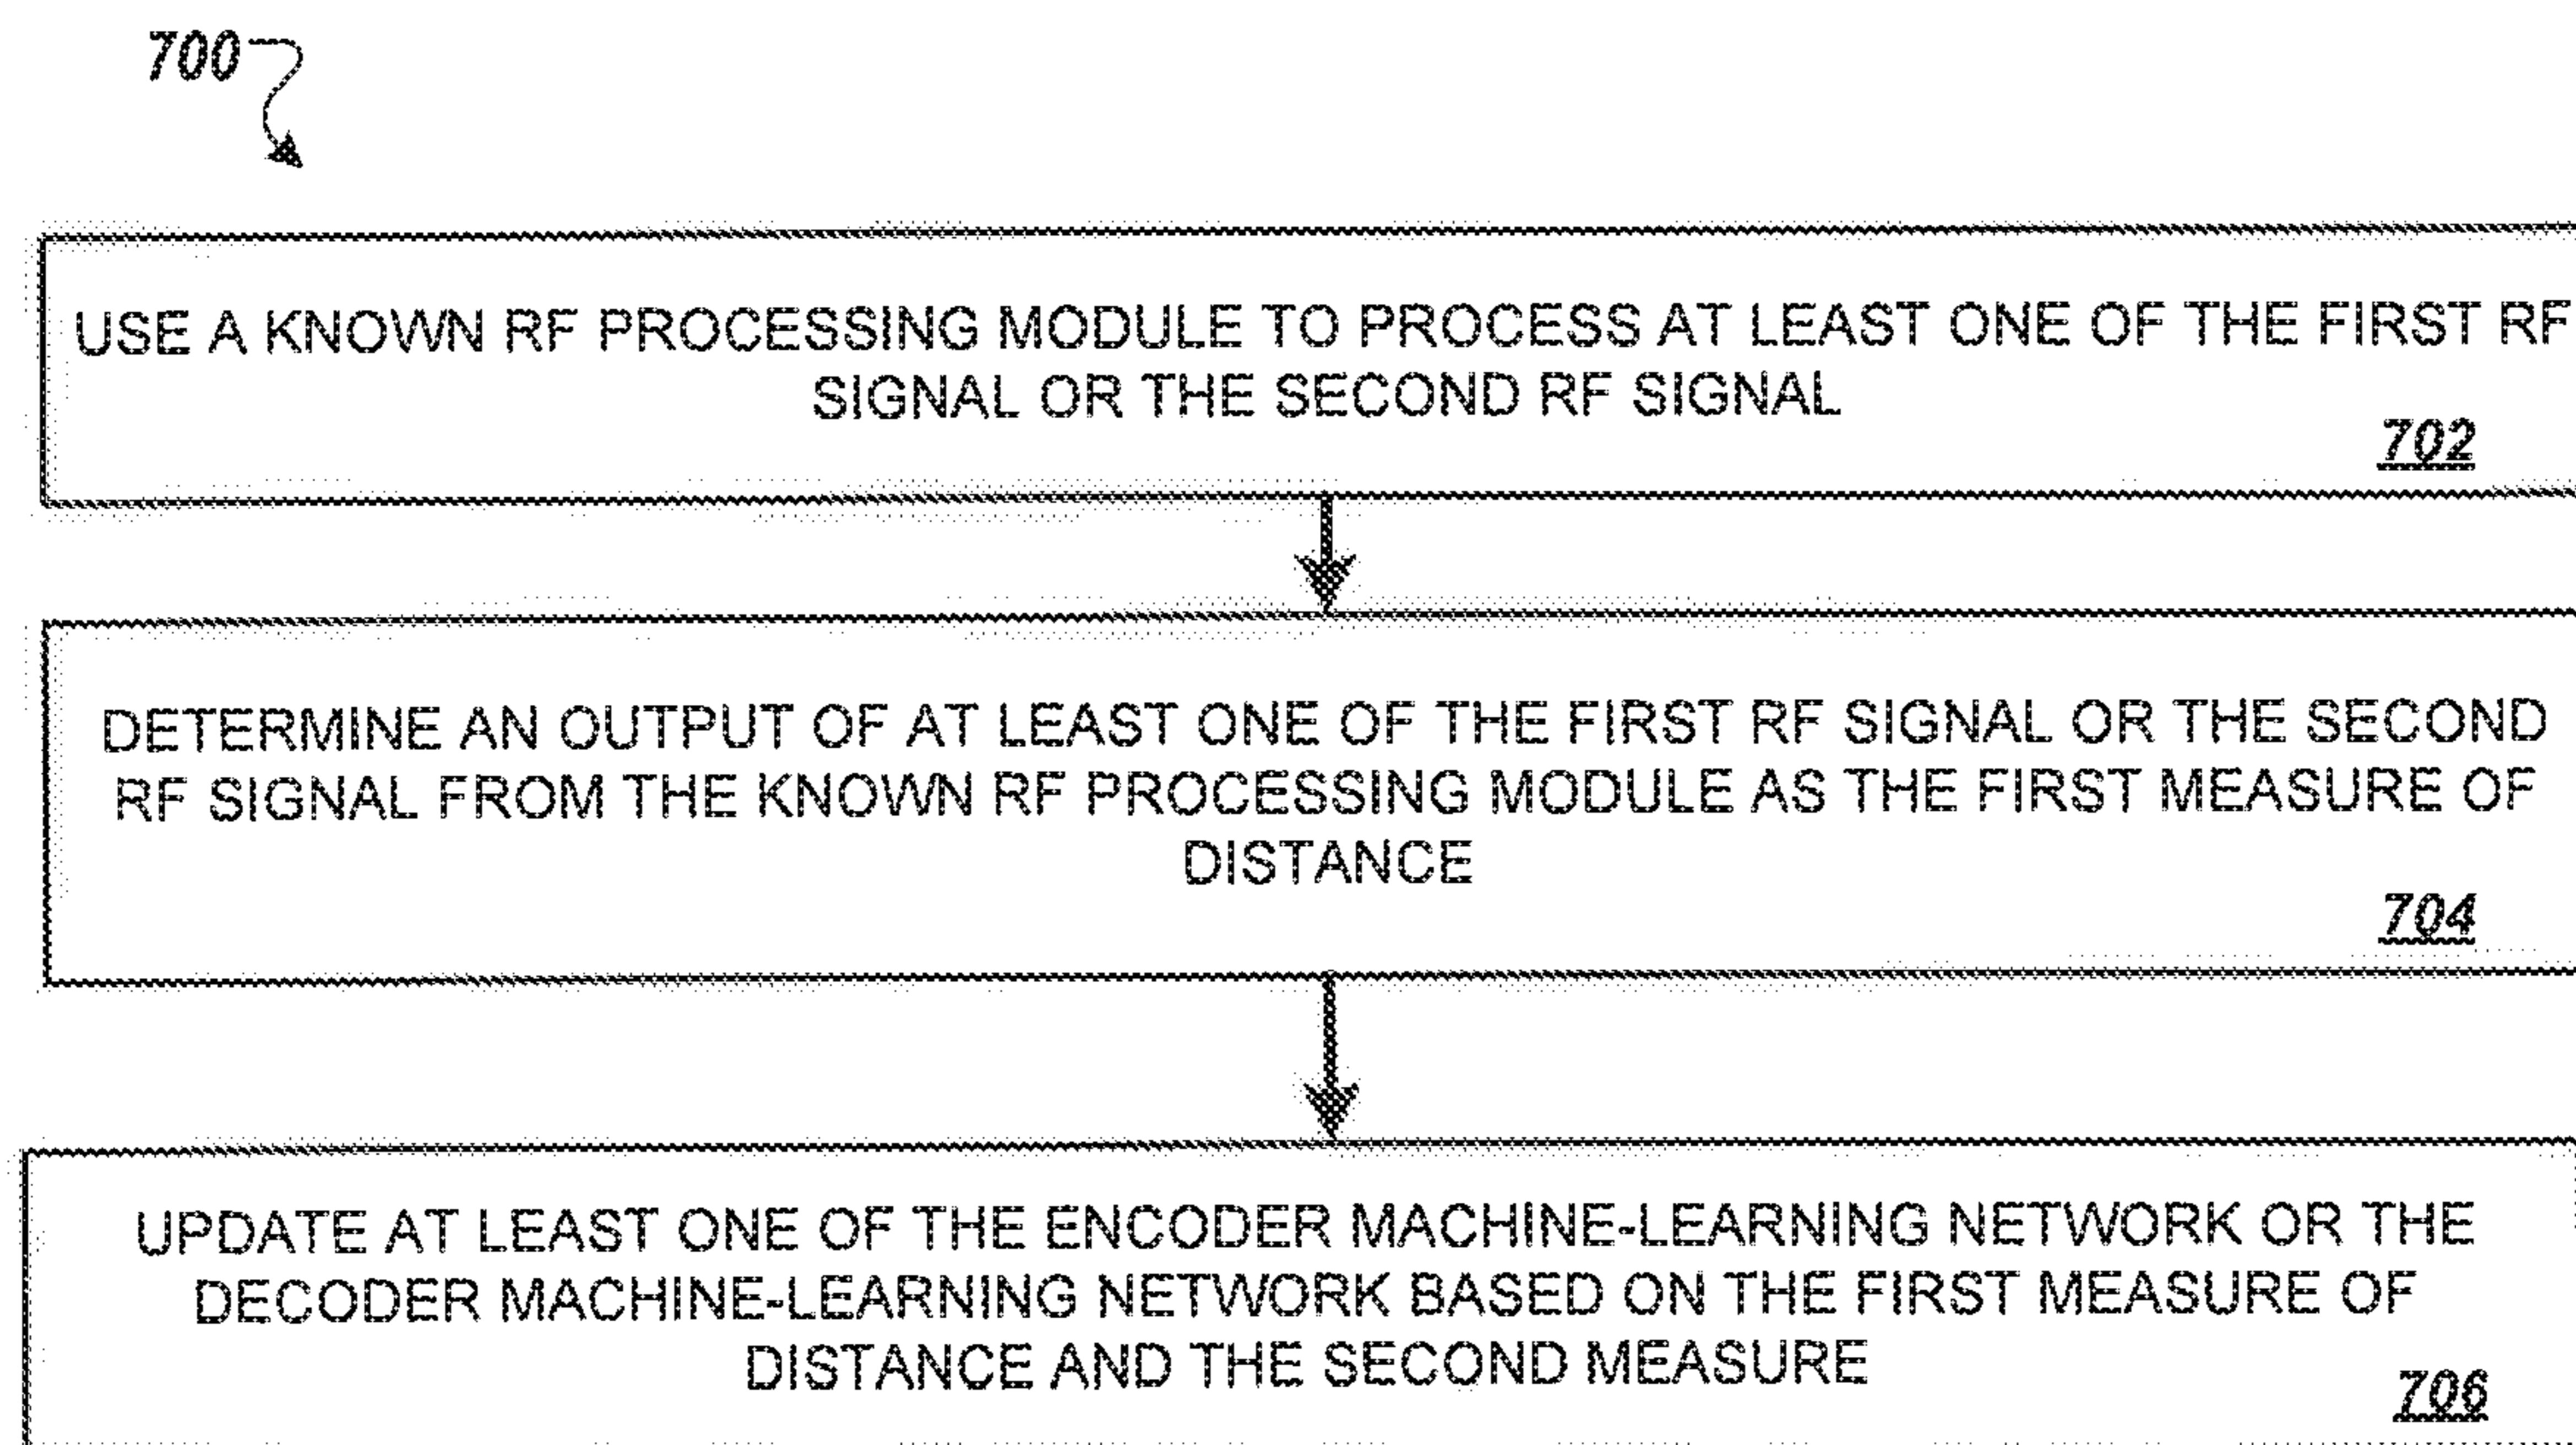 700
USE A KNOWN RF PROCESSING MODULE TO PROCESS AT LEAST ONE OF THE FIRST RF
SIGNAL OR THE SECOND RF SIGNAL
702
DETERMINE AN OUTPUT OF AT LEAST ONE OF THE FIRST RF SIGNAL OR THE SECOND
RF SIGNAL FROM THE KNOWN RF PROCESSING MODULE AS THE FIRST MEASURE OF
DISTANCE
704
UPDATE AT LEAST ONE OF THE ENCODER MACHINE-LEARNING NETWORK OR THE
DECODER MACHINE-LEARNING NETWORK BASED ON THE FIRST MEASURE OF
DISTANCE AND THE SECOND MEASURE
706